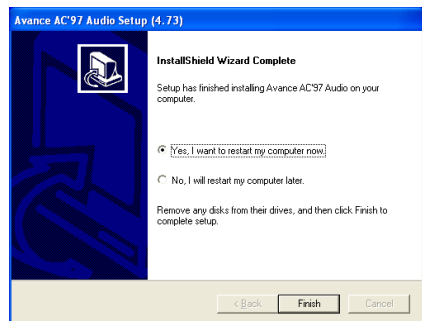 Avance AC'97 Audio Setup (4.73)
InstallShield Wizard Complete
Setup has finished installing Avance AC'97 Audio on your
computer.
Yes, I want to restart my computer now.
No, I will restart my computer later.
Remove any disks from their drives, and then click Finish to
complete setup.
< Back Finish Cancel